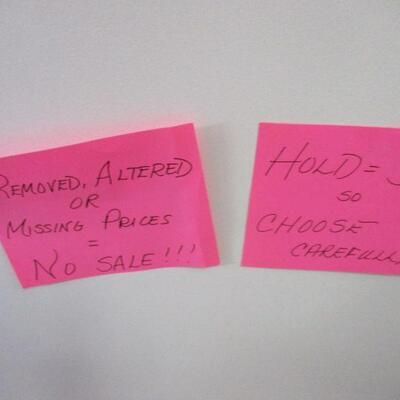 REMOVED, ALTERED
OR
MISSING PRICES
=
NO SALE!!!
HOLD =
SO
CHOOSE
CAREFULLY